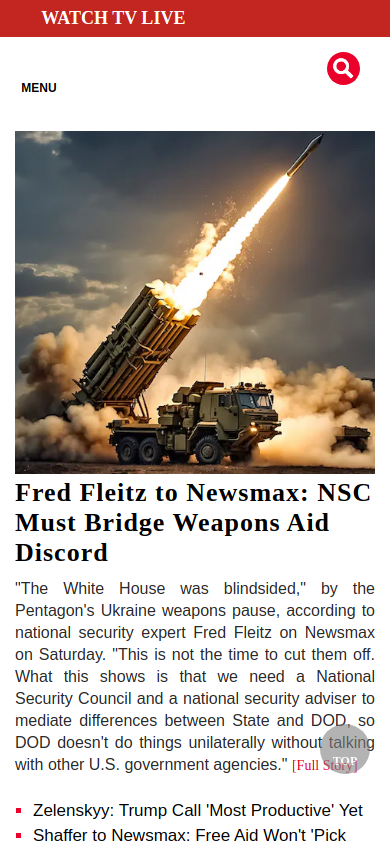 WATCH TV LIVE
MENU
Fred Fleitz to Newsmax: NSC
Must Bridge Weapons Aid
Discord
"The White House was blindsided," by the
Pentagon's Ukraine weapons pause, according to
national security expert Fred Fleitz on Newsmax
on Saturday. "This is not the time to cut them off.
What this shows is that we need a National
Security Council and a national security adviser to
mediate differences between State and DOD, so
DOD doesn't do things unilaterally without talking
with other U.S. government agencies." [Full Story]
TOP
Zelenskyy: Trump Call 'Most Productive' Yet
Shaffer to Newsmax: Free Aid Won't 'Pick